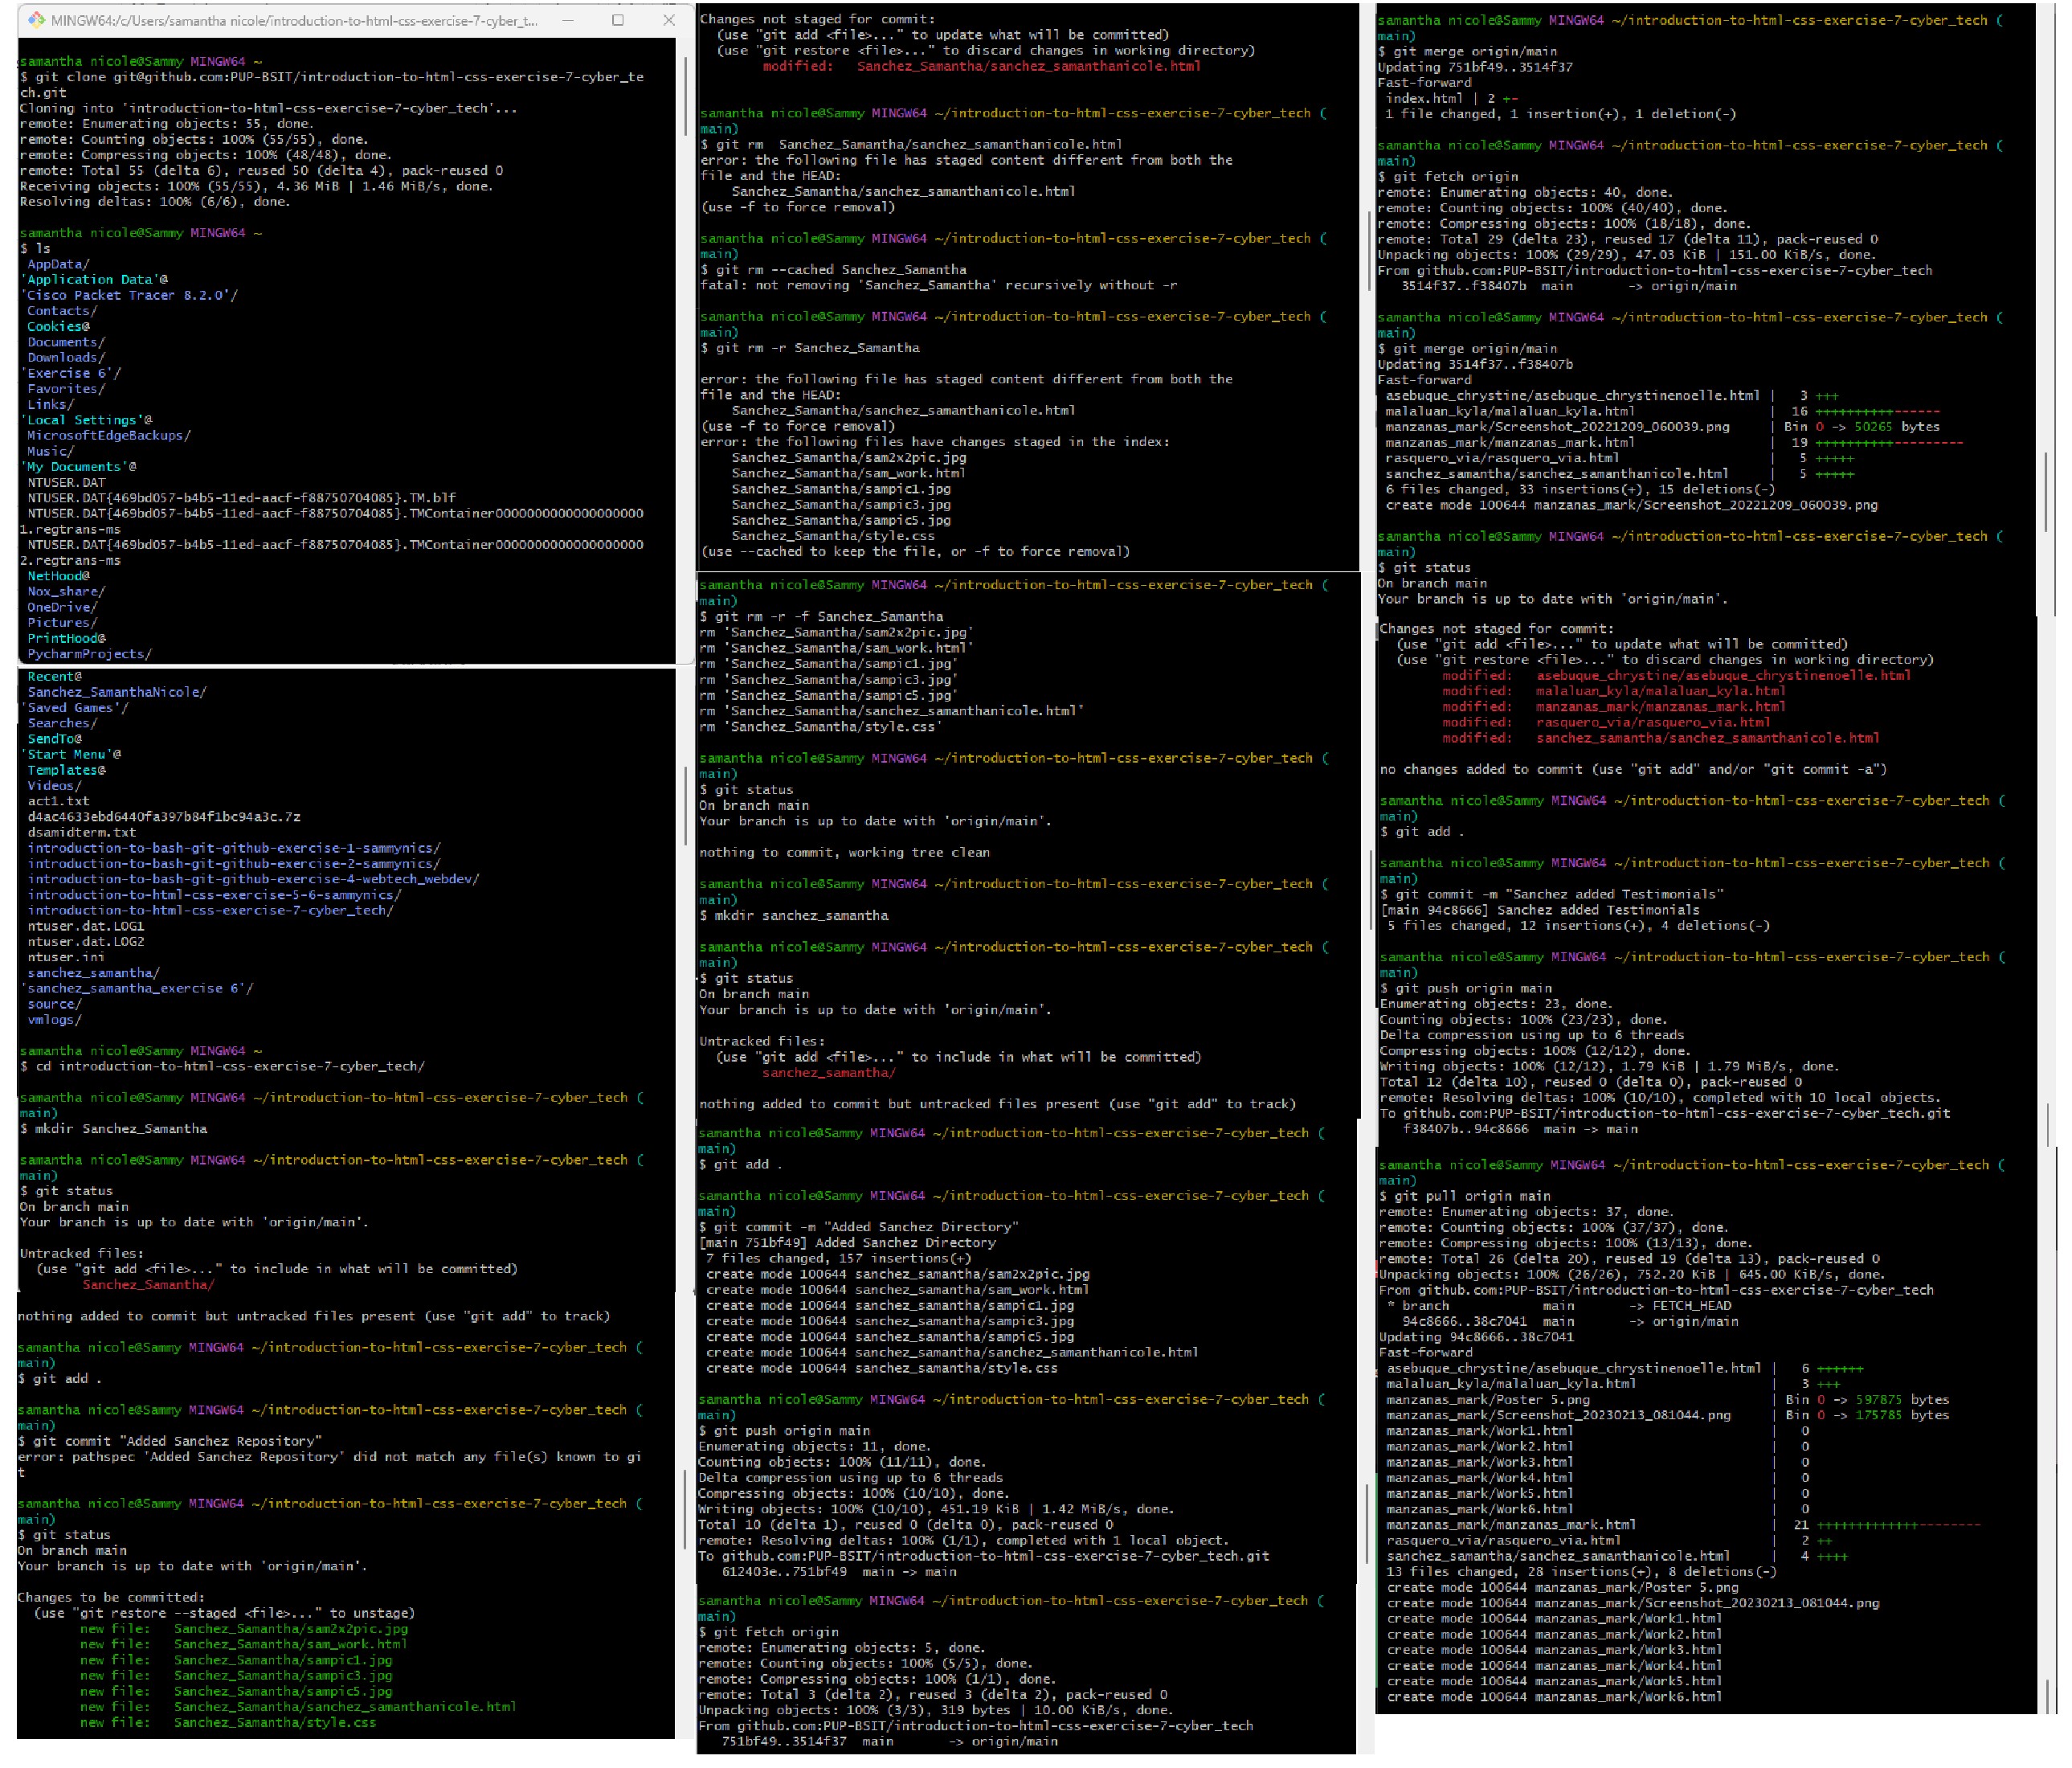 MINGW64:/c/Users/samantha nicole/introduction-to-html-css-exercise-7-cyber_t...
samantha nicole@Sammy MINGW64 ~
$ git clone git@github.com:PUP-BSIT/introduction-to-html-css-exercise-7-cyber_te
ch.git
Cloning into 'introduction-to-html-css-exercise-7-cyber_tech'...
remote: Enumerating objects: 55, done.
remote: Counting objects: 100% (55/55), done.
remote: Compressing objects: 100% (48/48), done.
remote: Total 55 (delta 6), reused 50 (delta 4), pack-reused 0
Receiving objects: 100% (55/55), 4.36 MiB | 1.46 MiB/s, done.
Resolving deltas: 100% (6/6), done.
samantha nicole@Sammy MINGW64 ~
$ ls
AppData/
'Application Data'@
'Cisco Packet Tracer 8.2.0'/
Contacts/
Cookies@
Documents/
Downloads/
'Exercise 6'/
Favorites/
Links/
'Local Settings'@
MicrosoftEdgeBackups/
Music/
'My Documents'@
NTUSER.DAT
NTUSER.DAT{469bd057-b4b5-11ed-aacf-f88750704085}.TM.blf
NTUSER.DAT{469bd057-b4b5-11ed-aacf-f88750704085}.TMContainer0000000000000000000
1.regtrans-ms
NTUSER.DAT{469bd057-b4b5-11ed-aacf-f88750704085}.TMContainer0000000000000000000
2.regtrans-ms
NetHood@
Nox_share/
OneDrive/
Pictures/
PrintHood@
PycharmProjects/
Recent@
Sanchez_SamanthaNicole/
'Saved Games'/
Searches/
SendTo@
'Start Menu'@
Templates@
Videos/
act1.txt
d4ac4633ebd6440fa397b84f1bc94a3c.7z
dsamidterm.txt
introduction-to-bash-git-github-exercise-1-sammynics/
introduction-to-bash-git-github-exercise-2-sammynics/
introduction-to-bash-git-github-exercise-4-webtech_webdev/
introduction-to-html-css-exercise-5-6-sammynics/
introduction-to-html-css-exercise-7-cyber_tech/
ntuser.dat.LOG1
ntuser.dat.LOG2
ntuser.ini
sanchez_samantha/
'sanchez_samantha_exercise 6'/
source/
vmlogs/
samantha nicole@Sammy MINGW64 ~
$ cd introduction-to-html-css-exercise-7-cyber_tech/
samantha nicole@Sammy MINGW64 ~/introduction-to-html-css-exercise-7-cyber_tech (
main)
$ mkdir Sanchez_Samantha
samantha nicole@Sammy MINGW64 ~/introduction-to-html-css-exercise-7-cyber_tech (
main)
$ git status
On branch main
Your branch is up to date with 'origin/main'.
Untracked files:
(use "git add <file>..." to include in what will be committed)
Sanchez_Samantha/
nothing added to commit but untracked files present (use "git add" to track)
samantha nicole@Sammy MINGW64 ~/introduction-to-html-css-exercise-7-cyber_tech (
main)
$ git add .
samantha nicole@Sammy MINGW64 ~/introduction-to-html-css-exercise-7-cyber_tech (
main)
$ git commit "Added Sanchez Repository"
error: pathspec 'Added Sanchez Repository' did not match any file(s) known to gi
t
samantha nicole@Sammy MINGW64 ~/introduction-to-html-css-exercise-7-cyber_tech (
main)
$ git status
On branch main
Your branch is up to date with 'origin/main'.
Changes to be committed:
(use "git restore --staged <file>..." to unstage)
new file: Sanchez_Samantha/sam2x2pic.jpg
new file: Sanchez_Samantha/sam_work.html
new file: Sanchez_Samantha/sampic1.jpg
new file: Sanchez_Samantha/sampic3.jpg
new file: Sanchez_Samantha/sampic5.jpg
new file: Sanchez_Samantha/sanchez_samanthanicole.html
new file: Sanchez_Samantha/style.css
Changes not staged for commit:
(use "git add <file>..." to update what will be committed)
(use "git restore <file>..." to discard changes in working directory)
modified: Sanchez_Samantha/sanchez_samanthanicole.html
samantha nicole@Sammy MINGW64 ~/introduction-to-html-css-exercise-7-cyber_tech (
main)
$ git rm  Sanchez_Samantha/sanchez_samanthanicole.html
error: the following file has staged content different from both the
file and the HEAD:
Sanchez_Samantha/sanchez_samanthanicole.html
(use -f to force removal)
samantha nicole@Sammy MINGW64 ~/introduction-to-html-css-exercise-7-cyber_tech (
main)
$ git rm --cached Sanchez_Samantha
fatal: not removing 'Sanchez_Samantha' recursively without -r
samantha nicole@Sammy MINGW64 ~/introduction-to-html-css-exercise-7-cyber_tech (
main)
$ git rm -r Sanchez_Samantha
error: the following file has staged content different from both the
file and the HEAD:
Sanchez_Samantha/sanchez_samanthanicole.html
(use -f to force removal)
error: the following files have changes staged in the index:
Sanchez_Samantha/sam2x2pic.jpg
Sanchez_Samantha/sam_work.html
Sanchez_Samantha/sampic1.jpg
Sanchez_Samantha/sampic3.jpg
Sanchez_Samantha/sampic5.jpg
Sanchez_Samantha/style.css
(use --cached to keep the file, or -f to force removal)
samantha nicole@Sammy MINGW64 ~/introduction-to-html-css-exercise-7-cyber_tech (
main)
$ git rm -r -f Sanchez_Samantha
rm 'Sanchez_Samantha/sam2x2pic.jpg'
rm 'Sanchez_Samantha/sam_work.html'
rm 'Sanchez_Samantha/sampic1.jpg'
rm 'Sanchez_Samantha/sampic3.jpg'
rm 'Sanchez_Samantha/sampic5.jpg'
rm 'Sanchez_Samantha/sanchez_samanthanicole.html'
rm 'Sanchez_Samantha/style.css'
samantha nicole@Sammy MINGW64 ~/introduction-to-html-css-exercise-7-cyber_tech (
main)
$ git status
On branch main
Your branch is up to date with 'origin/main'.
nothing to commit, working tree clean
samantha nicole@Sammy MINGW64 ~/introduction-to-html-css-exercise-7-cyber_tech (
main)
$ mkdir sanchez_samantha
samantha nicole@Sammy MINGW64 ~/introduction-to-html-css-exercise-7-cyber_tech (
main)
$ git status
On branch main
Your branch is up to date with 'origin/main'.
Untracked files:
(use "git add <file>..." to include in what will be committed)
sanchez_samantha/
nothing added to commit but untracked files present (use "git add" to track)
samantha nicole@Sammy MINGW64 ~/introduction-to-html-css-exercise-7-cyber_tech (
main)
$ git add .
samantha nicole@Sammy MINGW64 ~/introduction-to-html-css-exercise-7-cyber_tech (
main)
$ git commit -m "Added Sanchez Directory"
[main 751bf49] Added Sanchez Directory
7 files changed, 157 insertions(+)
create mode 100644 sanchez_samantha/sam2x2pic.jpg
create mode 100644 sanchez_samantha/sam_work.html
create mode 100644 sanchez_samantha/sampic1.jpg
create mode 100644 sanchez_samantha/sampic3.jpg
create mode 100644 sanchez_samantha/sampic5.jpg
create mode 100644 sanchez_samantha/sanchez_samanthanicole.html
create mode 100644 sanchez_samantha/style.css
samantha nicole@Sammy MINGW64 ~/introduction-to-html-css-exercise-7-cyber_tech (
main)
$ git push origin main
Enumerating objects: 11, done.
Counting objects: 100% (11/11), done.
Delta compression using up to 6 threads
Compressing objects: 100% (10/10), done.
Writing objects: 100% (10/10), 451.19 KiB | 1.42 MiB/s, done.
Total 10 (delta 1), reused 0 (delta 0), pack-reused 0
remote: Resolving deltas: 100% (1/1), completed with 1 local object.
To github.com:PUP-BSIT/introduction-to-html-css-exercise-7-cyber_tech.git
612403e..751bf49  main -> main
samantha nicole@Sammy MINGW64 ~/introduction-to-html-css-exercise-7-cyber_tech (
main)
$ git fetch origin
remote: Enumerating objects: 5, done.
remote: Counting objects: 100% (5/5), done.
remote: Compressing objects: 100% (1/1), done.
remote: Total 3 (delta 2), reused 3 (delta 2), pack-reused 0
Unpacking objects: 100% (3/3), 319 bytes | 10.00 KiB/s, done.
From github.com:PUP-BSIT/introduction-to-html-css-exercise-7-cyber_tech
751bf49..3514f37  main       -> origin/main
samantha nicole@Sammy MINGW64 ~/introduction-to-html-css-exercise-7-cyber_tech (
main)
$ git merge origin/main
Updating 751bf49..3514f37
Fast-forward
index.html | 2 +-
1 file changed, 1 insertion(+), 1 deletion(-)
samantha nicole@Sammy MINGW64 ~/introduction-to-html-css-exercise-7-cyber_tech (
main)
$ git fetch origin
remote: Enumerating objects: 40, done.
remote: Counting objects: 100% (40/40), done.
remote: Compressing objects: 100% (18/18), done.
remote: Total 29 (delta 23), reused 17 (delta 11), pack-reused 0
Unpacking objects: 100% (29/29), 47.03 KiB | 151.00 KiB/s, done.
From github.com:PUP-BSIT/introduction-to-html-css-exercise-7-cyber_tech
3514f37..f38407b  main       -> origin/main
samantha nicole@Sammy MINGW64 ~/introduction-to-html-css-exercise-7-cyber_tech (
main)
$ git merge origin/main
Updating 3514f37..f38407b
Fast-forward
asebuque_chrystine/asebuque_chrystinenoelle.html | 3 +++
malaluan_kyla/malaluan_kyla.html | 16 ++++++++++------
manzanas_mark/Screenshot_20221209_060039.png | Bin 0 -> 50265 bytes
manzanas_mark/manzanas_mark.html | 19 ++++++++++---------
rasquero_via/rasquero_via.html | 5 +++++
sanchez_samantha/sanchez_samanthanicole.html | 5 +++++
6 files changed, 33 insertions(+), 15 deletions(-)
create mode 100644 manzanas_mark/Screenshot_20221209_060039.png
samantha nicole@Sammy MINGW64 ~/introduction-to-html-css-exercise-7-cyber_tech (
main)
$ git status
On branch main
Your branch is up to date with 'origin/main'.
Changes not staged for commit:
(use "git add <file>..." to update what will be committed)
(use "git restore <file>..." to discard changes in working directory)
modified: asebuque_chrystine/asebuque_chrystinenoelle.html
modified: malaluan_kyla/malaluan_kyla.html
modified: manzanas_mark/manzanas_mark.html
modified: rasquero_via/rasquero_via.html
modified: sanchez_samantha/sanchez_samanthanicole.html
no changes added to commit (use "git add" and/or "git commit -a")
samantha nicole@Sammy MINGW64 ~/introduction-to-html-css-exercise-7-cyber_tech (
main)
$ git add .
samantha nicole@Sammy MINGW64 ~/introduction-to-html-css-exercise-7-cyber_tech (
main)
$ git commit -m "Sanchez added Testimonials"
[main 94c8666] Sanchez added Testimonials
5 files changed, 12 insertions(+), 4 deletions(-)
samantha nicole@Sammy MINGW64 ~/introduction-to-html-css-exercise-7-cyber_tech (
main)
$ git push origin main
Enumerating objects: 23, done.
Counting objects: 100% (23/23), done.
Delta compression using up to 6 threads
Compressing objects: 100% (12/12), done.
Writing objects: 100% (12/12), 1.79 KiB | 1.79 MiB/s, done.
Total 12 (delta 10), reused 0 (delta 0), pack-reused 0
remote: Resolving deltas: 100% (10/10), completed with 10 local objects.
To github.com:PUP-BSIT/introduction-to-html-css-exercise-7-cyber_tech.git
f38407b..94c8666  main -> main
samantha nicole@Sammy MINGW64 ~/introduction-to-html-css-exercise-7-cyber_tech (
main)
$ git pull origin main
remote: Enumerating objects: 37, done.
remote: Counting objects: 100% (37/37), done.
remote: Compressing objects: 100% (13/13), done.
remote: Total 26 (delta 20), reused 19 (delta 13), pack-reused 0
Unpacking objects: 100% (26/26), 752.20 KiB | 645.00 KiB/s, done.
From github.com:PUP-BSIT/introduction-to-html-css-exercise-7-cyber_tech
* branch            main       -> FETCH_HEAD
94c8666..38c7041  main       -> origin/main
Updating 94c8666..38c7041
Fast-forward
asebuque_chrystine/asebuque_chrystinenoelle.html | 6 ++++++
malaluan_kyla/malaluan_kyla.html | 3 +++
manzanas_mark/Poster 5.png | Bin 0 -> 597875 bytes
manzanas_mark/Screenshot_20230213_081044.png | Bin 0 -> 175785 bytes
manzanas_mark/Work1.html | 0
manzanas_mark/Work2.html | 0
manzanas_mark/Work3.html | 0
manzanas_mark/Work4.html | 0
manzanas_mark/Work5.html | 0
manzanas_mark/Work6.html | 0
manzanas_mark/manzanas_mark.html | 21 +++++++++++++--------
rasquero_via/rasquero_via.html | 2 ++
sanchez_samantha/sanchez_samanthanicole.html | 4 ++++
13 files changed, 28 insertions(+), 8 deletions(-)
create mode 100644 manzanas_mark/Poster 5.png
create mode 100644 manzanas_mark/Screenshot_20230213_081044.png
create mode 100644 manzanas_mark/Work1.html
create mode 100644 manzanas_mark/Work2.html
create mode 100644 manzanas_mark/Work3.html
create mode 100644 manzanas_mark/Work4.html
create mode 100644 manzanas_mark/Work5.html
create mode 100644 manzanas_mark/Work6.html